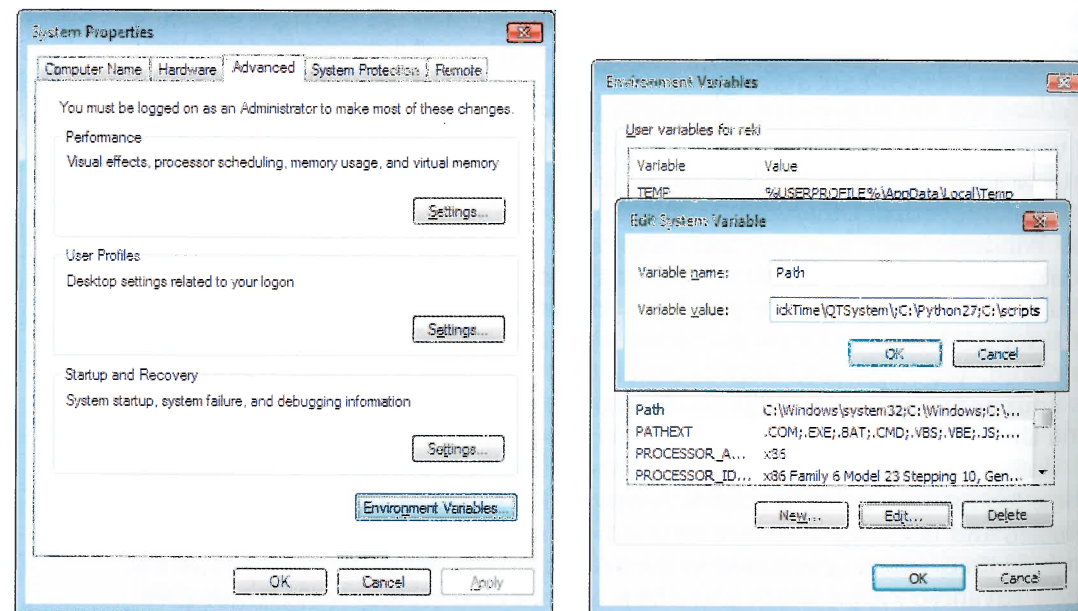 System Properties
Computer Name Hardware Advanced System Protection Remote
You must be logged on as an Administrator to make most of these changes.
Performance
Visual effects, processor scheduling, memory usage, and virtual memory
Settings...
User Profiles
Desktop settings related to your logon
Settings...
Startup and Recovery
System startup, system failure, and debugging information
Settings...
Environment Variables...
OK Cancel Apply
Environment Variables
User variables for reki
Variable Value
TEMP %USERPROFILE%\AppData\Local\Temp
Edit System Variable
Variable name: Path
Variable value: ickTime\QTSystem\;C:\Python27;C:\scripts
OK Cancel
Path C:\Windows\system32;C:\Windows;C:\...
PATHEXT .COM;.EXE;.BAT;.CMD;.VBS;.VBE;.JS;....
PROCESSOR_A... x86
PROCESSOR_ID... x86 Family 6 Model 23 Stepping 10, Gen...
New... Edit... Delete
OK Cancel